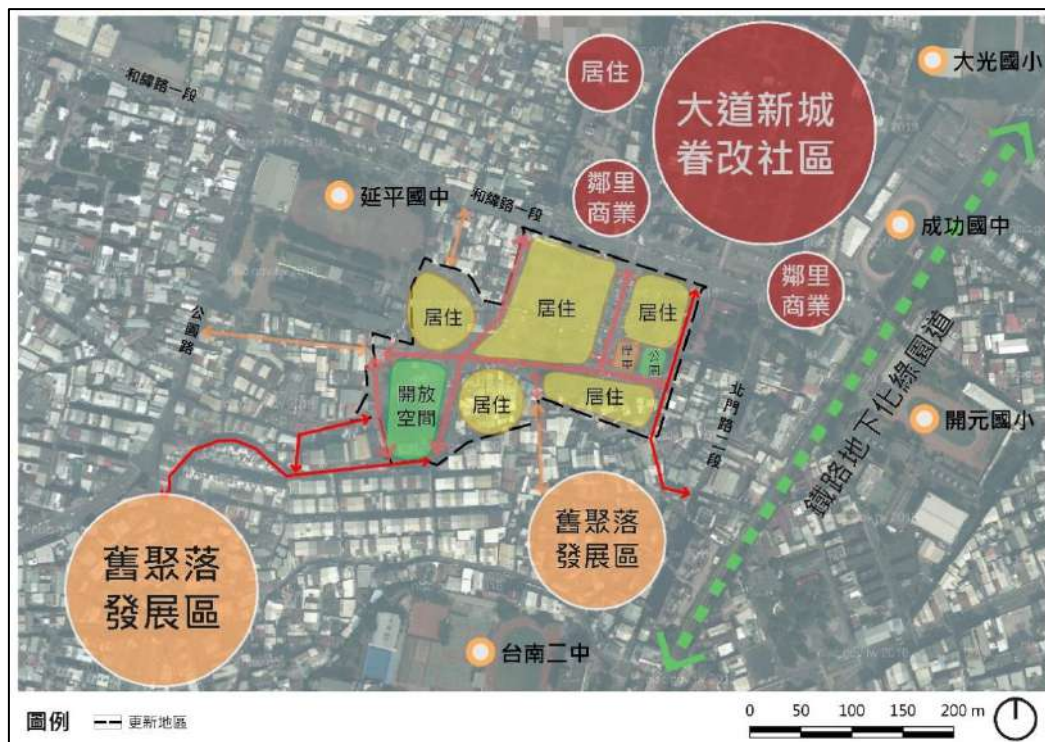 大光國小
居住
大道新城
眷改社區
和緯路一段
鄰里
商業
延平國中
和緯路一段
成功國中
鄰里
商業
公園路
居住
居住
居住
停車
公園
鐵路地下化綠園道
開放
空間
居住
居住
北門路二段
開元國小
舊聚落
發展區
舊聚落
發展區
台南二中
圖例
更新地區
0 50 100 150 200 m